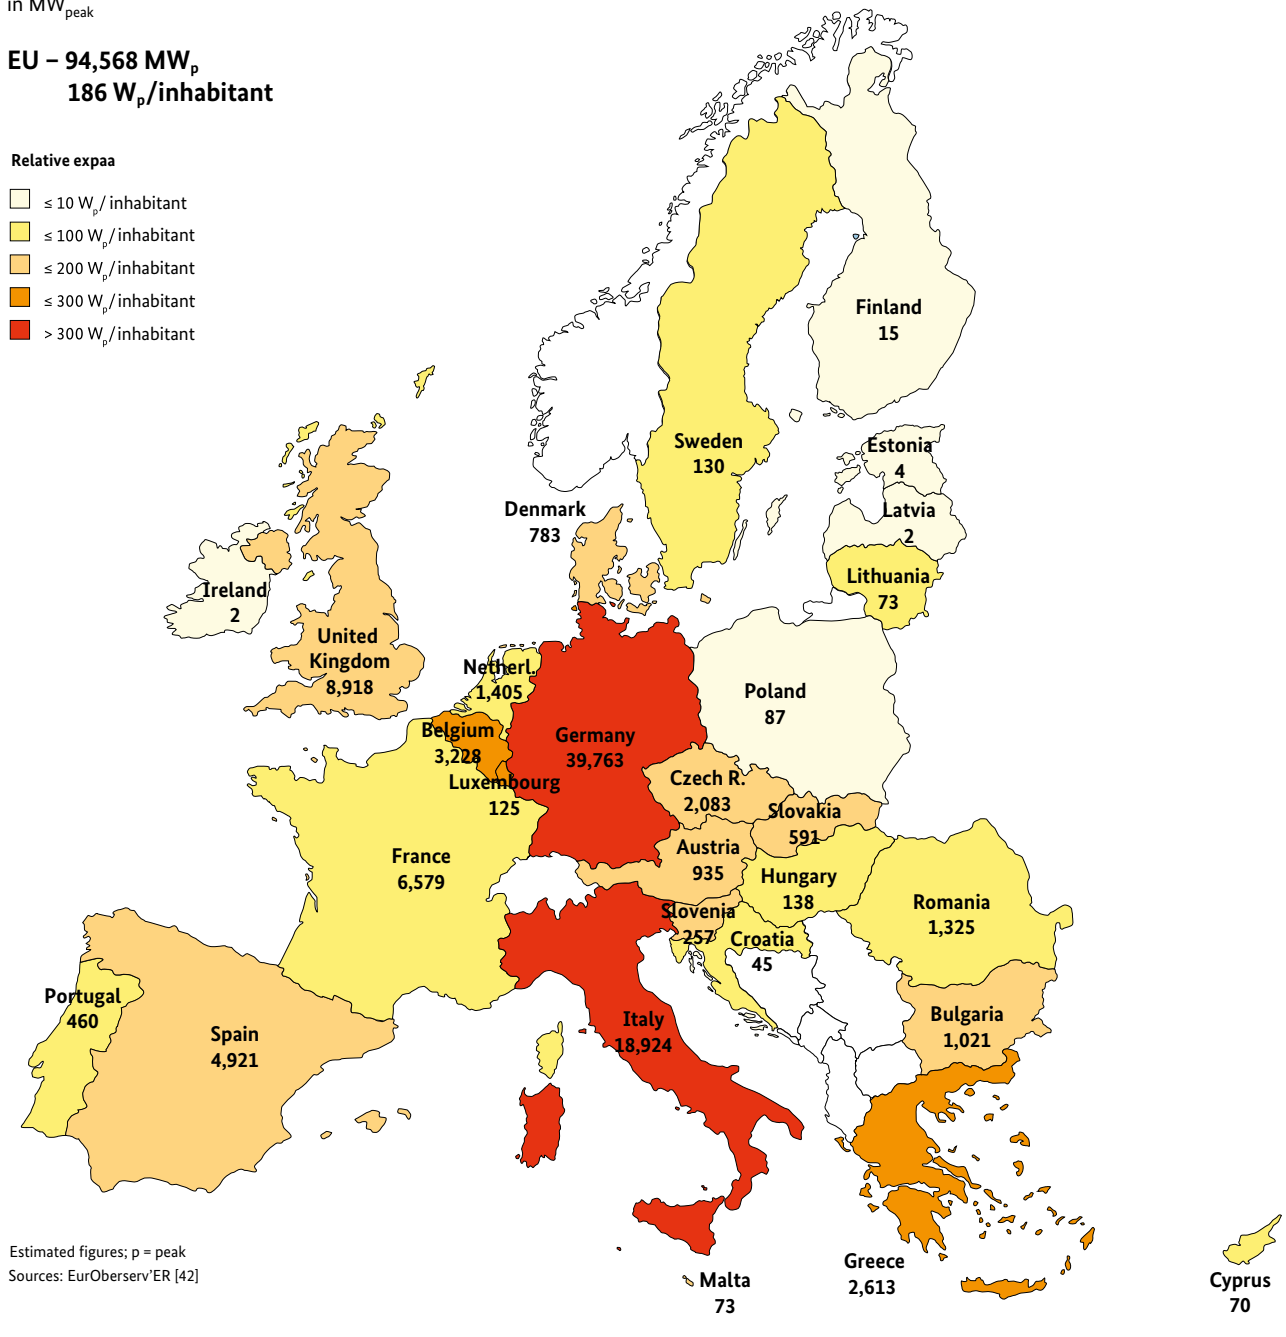 in MWpeak
EU – 94,568 MWp
186 Wp/inhabitant
Relative expaa
≤ 10 Wp/ inhabitant
≤ 100 Wp/ inhabitant
≤ 200 Wp/ inhabitant
≤ 300 Wp/ inhabitant
> 300 Wp/ inhabitant
Finland
15
Sweden
130
Estonia
4
Latvia
2
Lithuania
73
Denmark
783
Ireland
2
United
Kingdom
8,918
Netherl.
1,405
Belgium
3,228
Luxembourg
125
Germany
39,763
Poland
87
Czech R.
2,083
Slovakia
591
Austria
935
Hungary
138
France
6,579
Slovenia
257
Croatia
45
Romania
1,325
Bulgaria
1,021
Portugal
460
Spain
4,921
Italy
18,924
Greece
2,613
Malta
73
Cyprus
70
Estimated figures; p = peak
Sources: EurOberserv’ER [42]